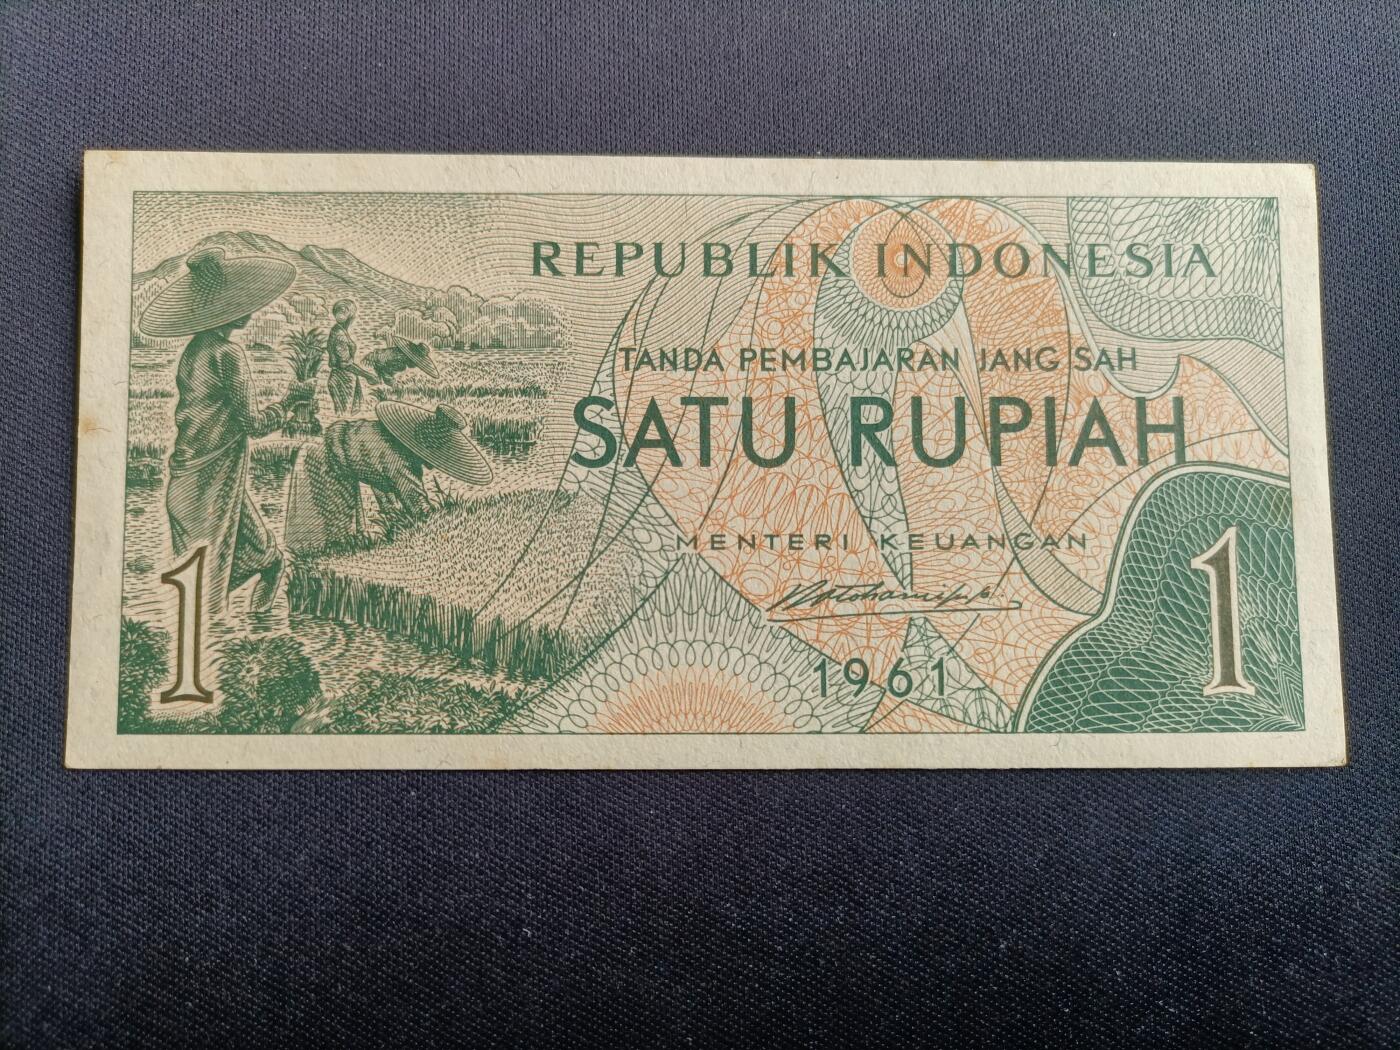 REPUBLIK INDONESIA
TANDA PEMBAJARAN JANG SAH
SATU RUPIAH
MENTERI KEUANGAN
1961
1
1